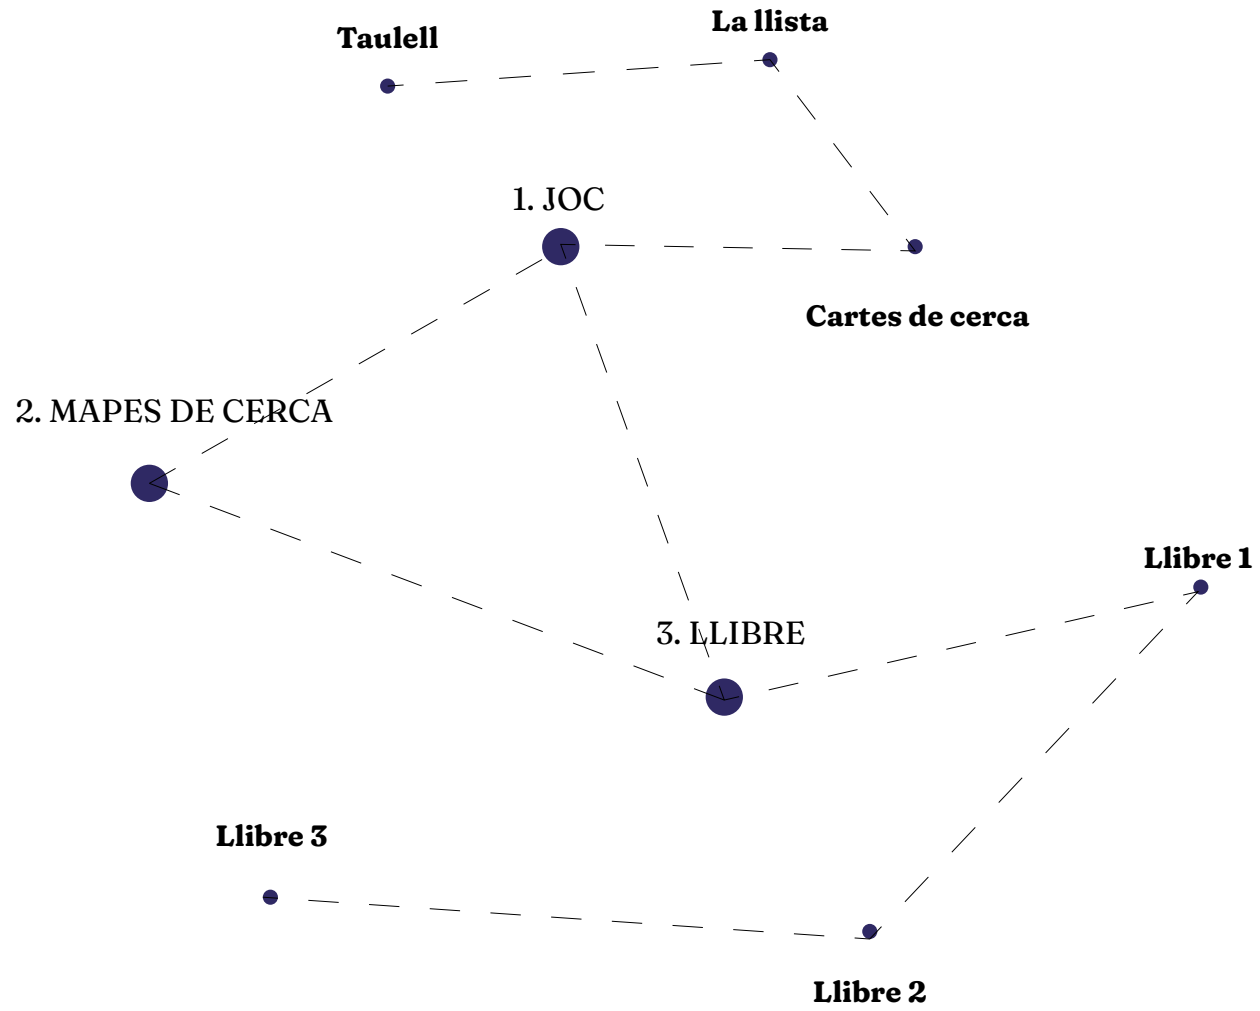 La llista
Taulell
1. JOC
Cartes de cerca
2. MAPES DE CERCA
Llibre 1
3. LLIBRE
Llibre 3
Llibre 2